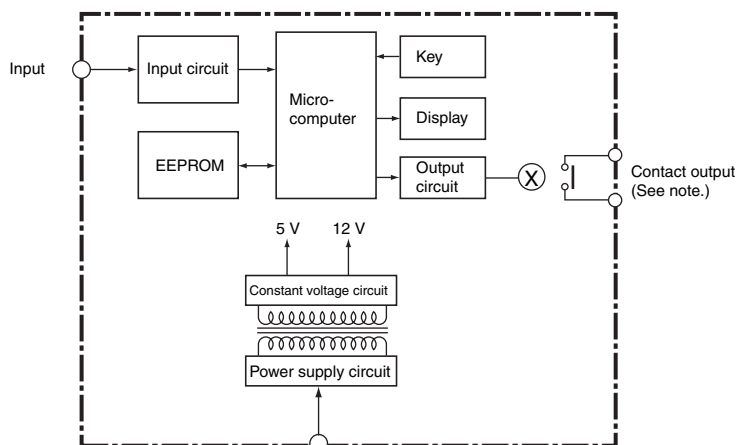 Input
Input circuit
Micro-
computer
Key
Display
EEPROM
Output
circuit
X
Contact output
(See note.)
5 V
12 V
Constant voltage circuit
Power supply circuit